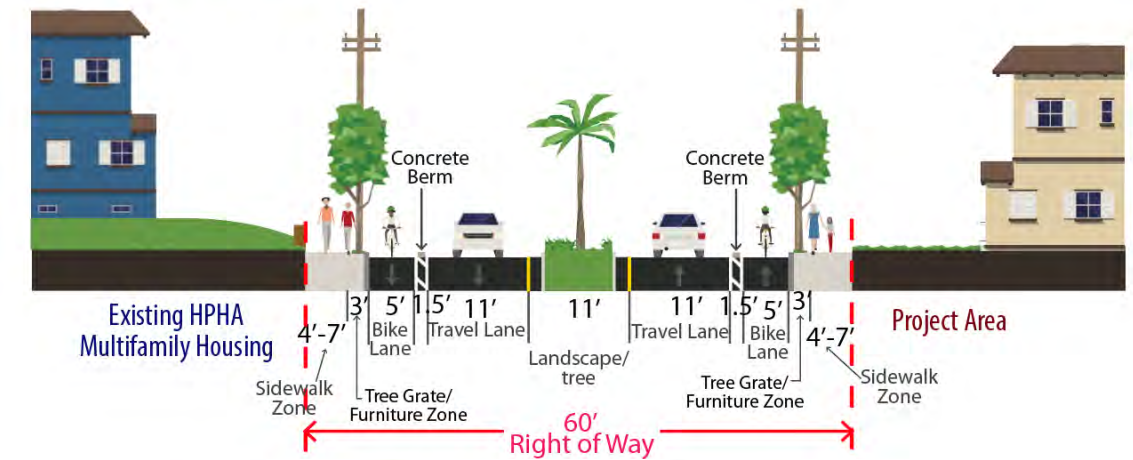 Concrete
Berm
Concrete
Berm
3’
5’
1.5’
11’
11’
11’
1.5’
5’
3’
Bike
Lane
Travel Lane
Landscape/
tree
Travel Lane
Bike
Lane
Existing HPHA
Multifamily Housing
4’-7’
4’-7’
Project Area
Sidewalk
Zone
Tree Grate/
Furniture Zone
Tree Grate/
Furniture Zone
Sidewalk
Zone
60’
Right of Way